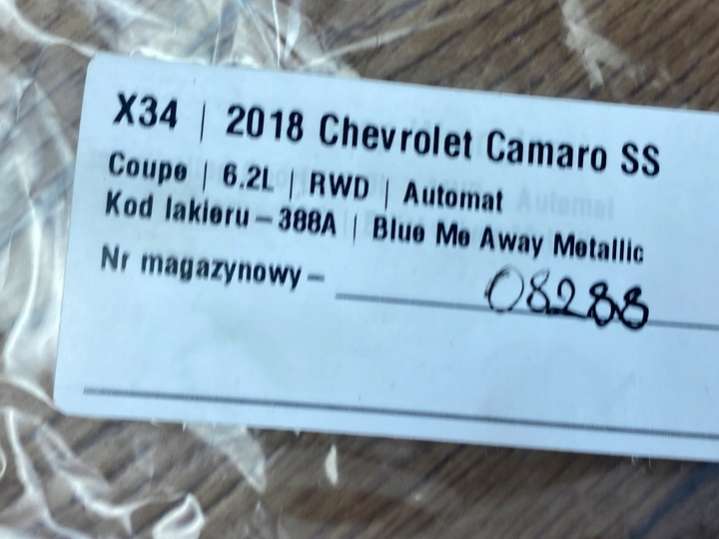 X34 | 2018 Chevrolet Camaro SS
Coupe | 6.2L | RWD | Automat
Kod lakieru – 388A | Blue Me Away Metallic
Nr magazynowy – 08288